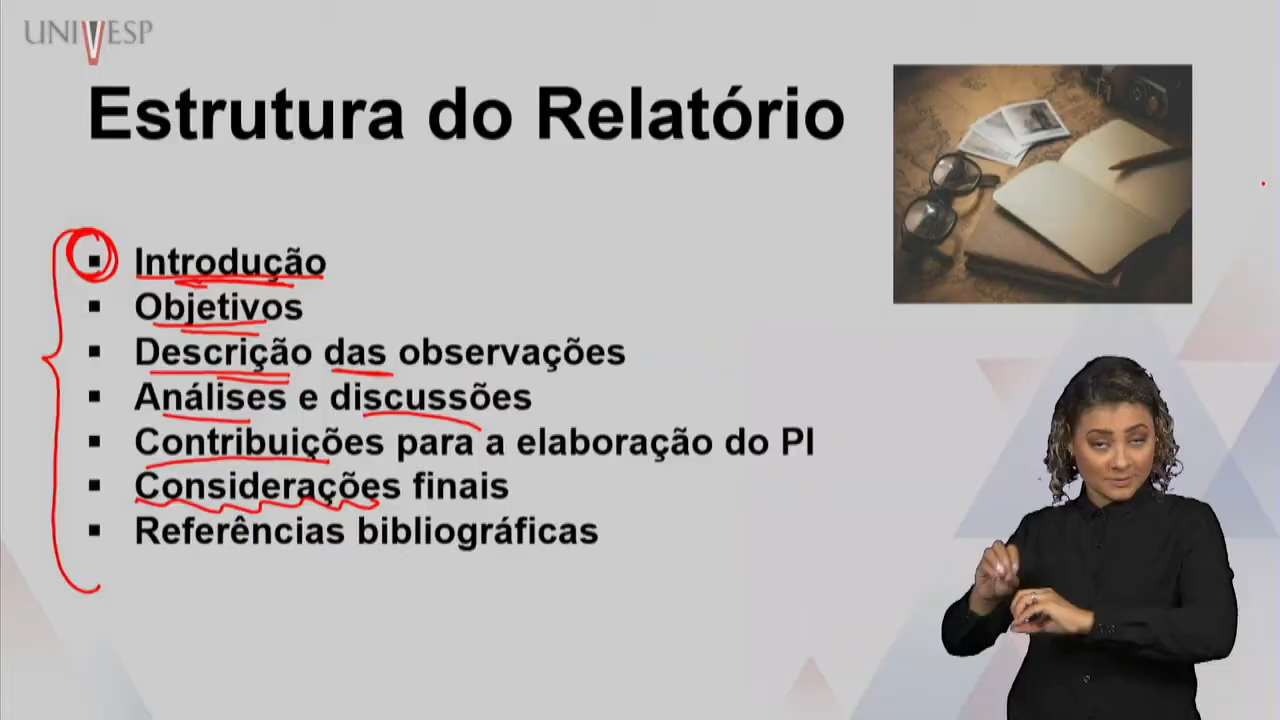 UNIVESP
Estrutura do Relatório
▪ Introdução
▪ Objetivos
▪ Descrição das observações
▪ Análises e discussões
▪ Contribuições para a elaboração do PI
▪ Considerações finais
▪ Referências bibliográficas